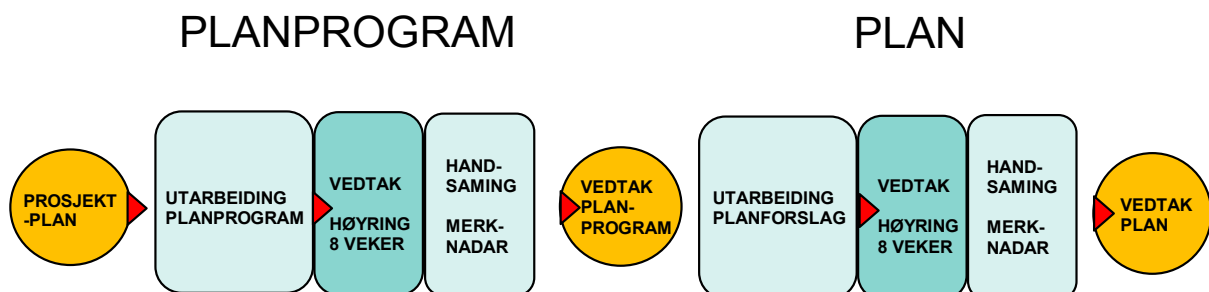 PLANPROGRAM
PLAN
PROSJEKT
-PLAN
UTARBEIDING
PLANPROGRAM
VEDTAK
HØYRING
8 VEKER
HAND-
SAMING
MERK-
NADAR
VEDTAK
PLAN-
PROGRAM
UTARBEIDING
PLANFORSLAG
VEDTAK
HØYRING
8 VEKER
HAND-
SAMING
MERK-
NADAR
VEDTAK
PLAN